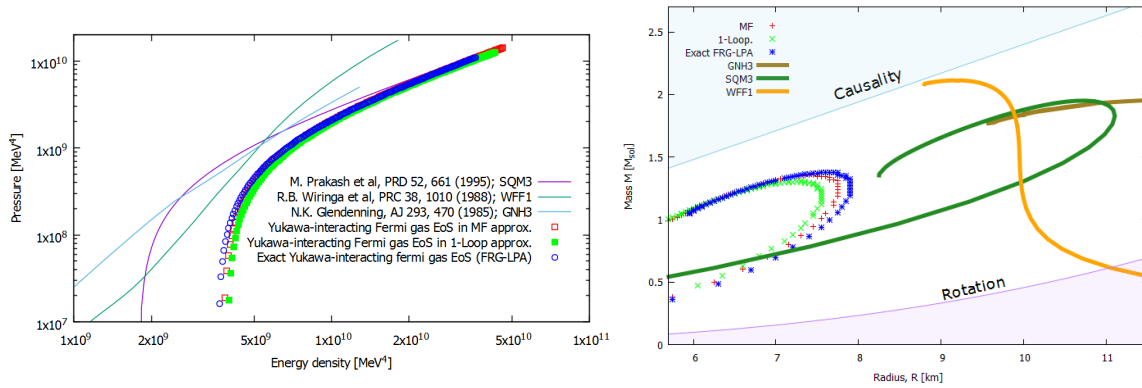 1x10^10
1x10^9
1x10^8
1x10^7
Pressure [MeV^4]
M. Prakash et al, PRD 52, 661 (1995); SQM3
R.B. Wiringa et al, PRC 38, 1010 (1988); WFF1
N.K. Glendenning, AJ 293, 470 (1985); GNH3
Yukawa-interacting Fermi gas EoS in MF approx.
Yukawa-interacting Fermi gas EoS in 1-Loop approx.
Exact Yukawa-interacting fermi gas EoS (FRG-LPA)
1x10^9 2x10^9 5x10^9 1x10^10 2x10^10 5x10^10 1x10^11
Energy density [MeV^4]
2.5
2
1.5
1
0.5
0
Mass M [M_sol]
MF
1-Loop.
Exact FRG-LPA
GNH3
SQM3
WFF1
Causality
Rotation
6 7 8 9 10 11
Radius, R [km]